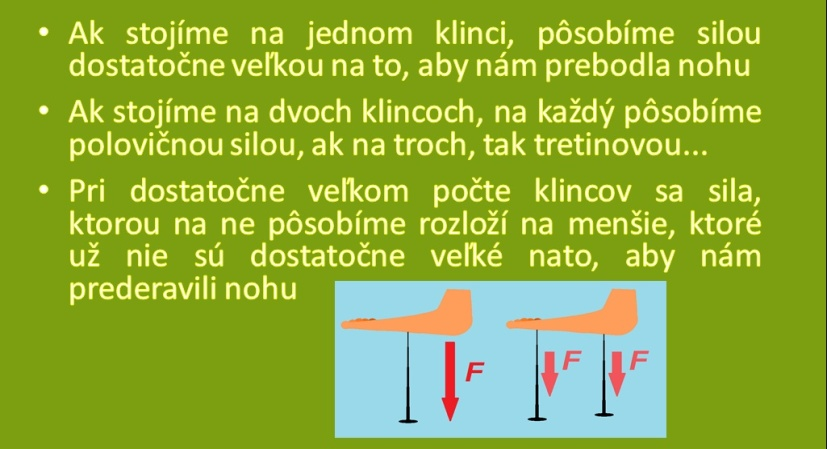 • Ak stojíme na jednom klinci, pôsobíme silou
dostatočne veľkou na to, aby nám prebodla nohu
• Ak stojíme na dvoch klincoch, na každý pôsobíme
polovičnou silou, ak na troch, tak tretinovou...
• Pri dostatočne veľkom počte klincov sa sila,
ktorou na ne pôsobíme rozloží na menšie, ktoré
už nie sú dostatočne veľké nato, aby nám
prederavili nohu
F
F
F